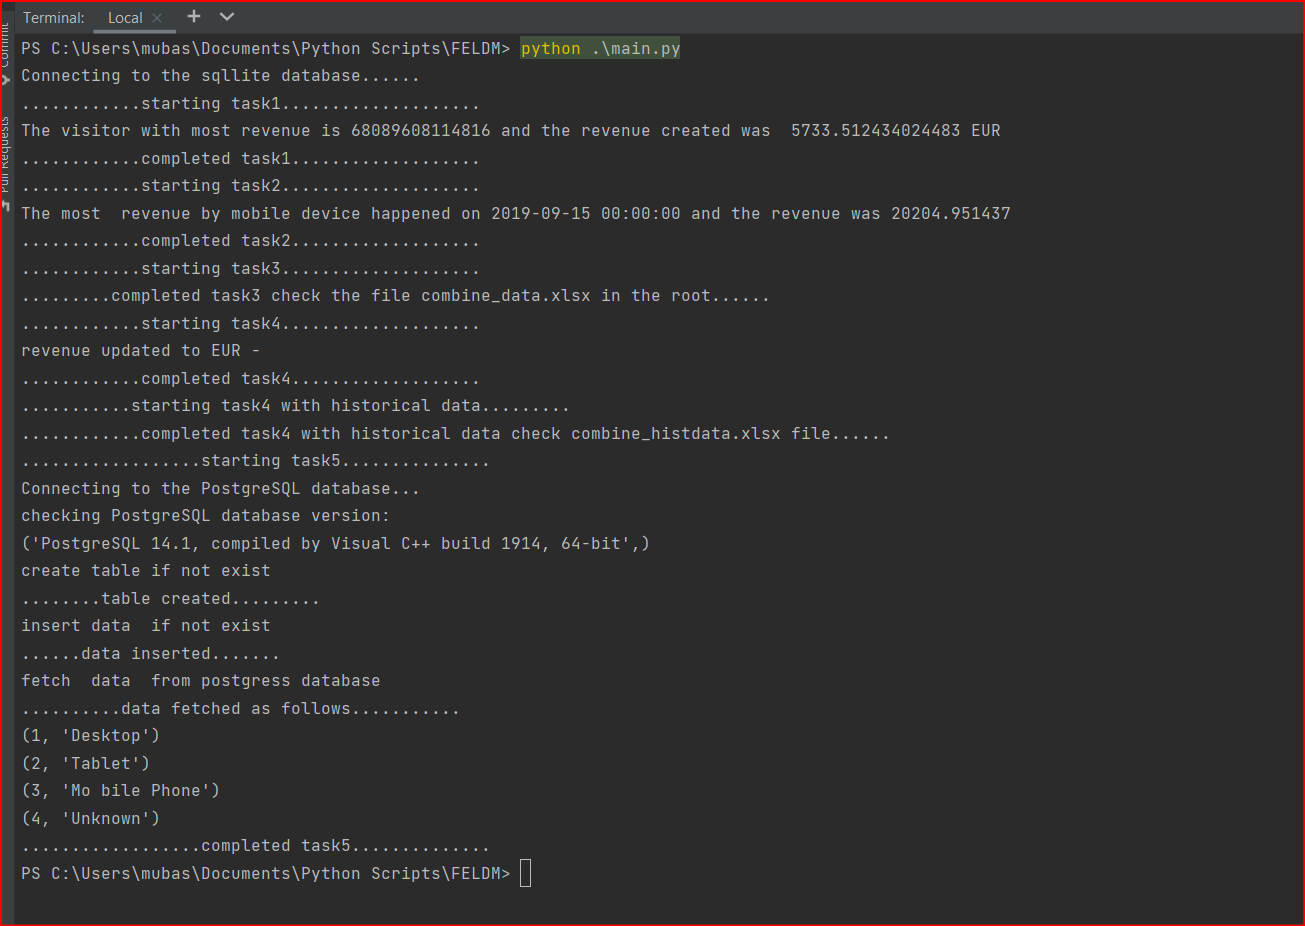 Terminal: Local
Commit
Pull Requests
PS C:\Users\mubas\Documents\Python Scripts\FELDM> python .\main.py
Connecting to the sqllite database......
............starting task1....................
The visitor with most revenue is 68089608114816 and the revenue created was  5733.512434024483 EUR
............completed task1...................
............starting task2....................
The most  revenue by mobile device happened on 2019-09-15 00:00:00 and the revenue was 20204.951437
............completed task2...................
............starting task3....................
.........completed task3 check the file combine_data.xlsx in the root......
............starting task4....................
revenue updated to EUR -
............completed task4...................
...........starting task4 with historical data.........
............completed task4 with historical data check combine_histdata.xlsx file......
..................starting task5...............
Connecting to the PostgreSQL database...
checking PostgreSQL database version:
('PostgreSQL 14.1, compiled by Visual C++ build 1914, 64-bit',)
create table if not exist
........table created.........
insert data  if not exist
......data inserted.......
fetch  data  from postgress database
..........data fetched as follows...........
(1, 'Desktop')
(2, 'Tablet')
(3, 'Mo bile Phone')
(4, 'Unknown')
..................completed task5..............
PS C:\Users\mubas\Documents\Python Scripts\FELDM>